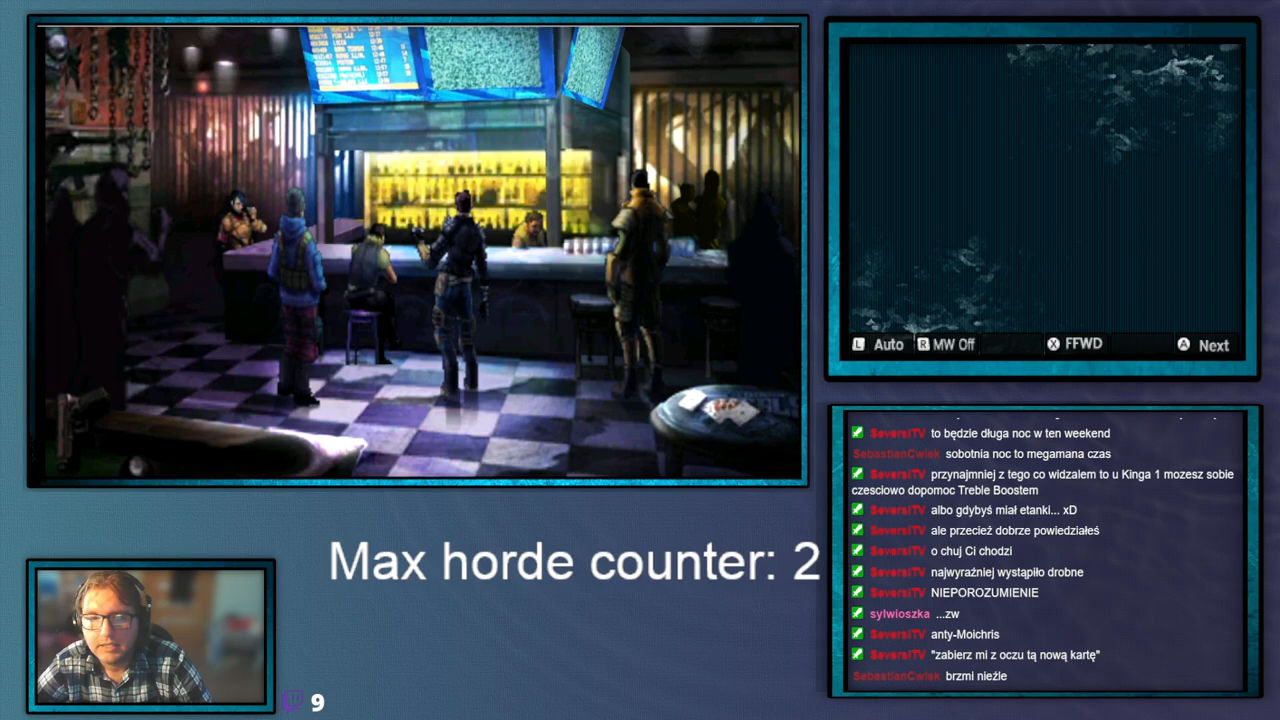 L Auto R MW Off X FFWD A Next
SeversITV to będzie długa noc w ten weekend
SebastianCwiek sobotnia noc to megamana czas
SeversITV przynajmniej z tego co widzalem to u Kinga 1 mozesz sobie
czesciowo dopomoc Treble Boostem
SeversITV albo gdybyś miał etanki... xD
SeversITV ale przecież dobrze powiedziałeś
SeversITV o chuj Ci chodzi
SeversITV najwyraźniej wystąpiło drobne
SeversITV NIEPOROZUMIENIE
sylwioszka ...zw
SeversITV anty-Moichris
SeversITV "zabierz mi z oczu tą nową kartę"
SebastianCwiek brzmi nieźle
Max horde counter: 2
9